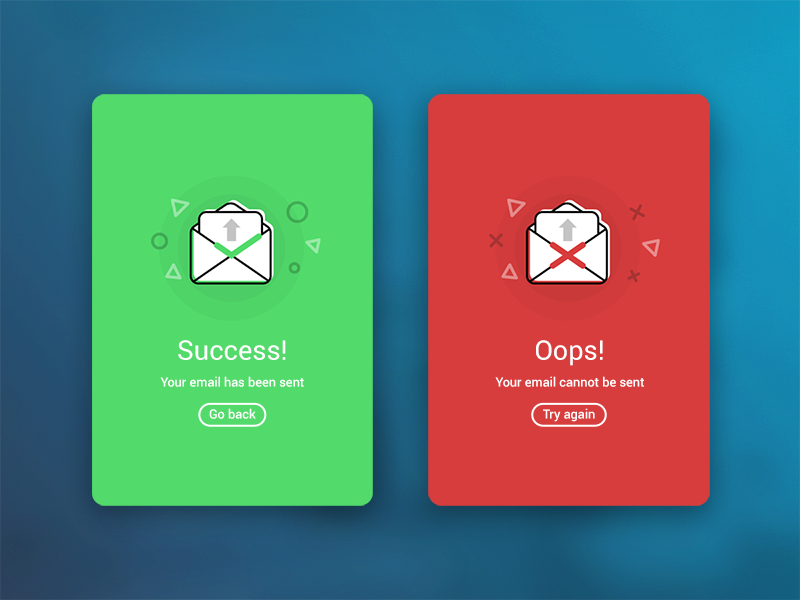 Success!
Your email has been sent
Go back
Oops!
Your email cannot be sent
Try again